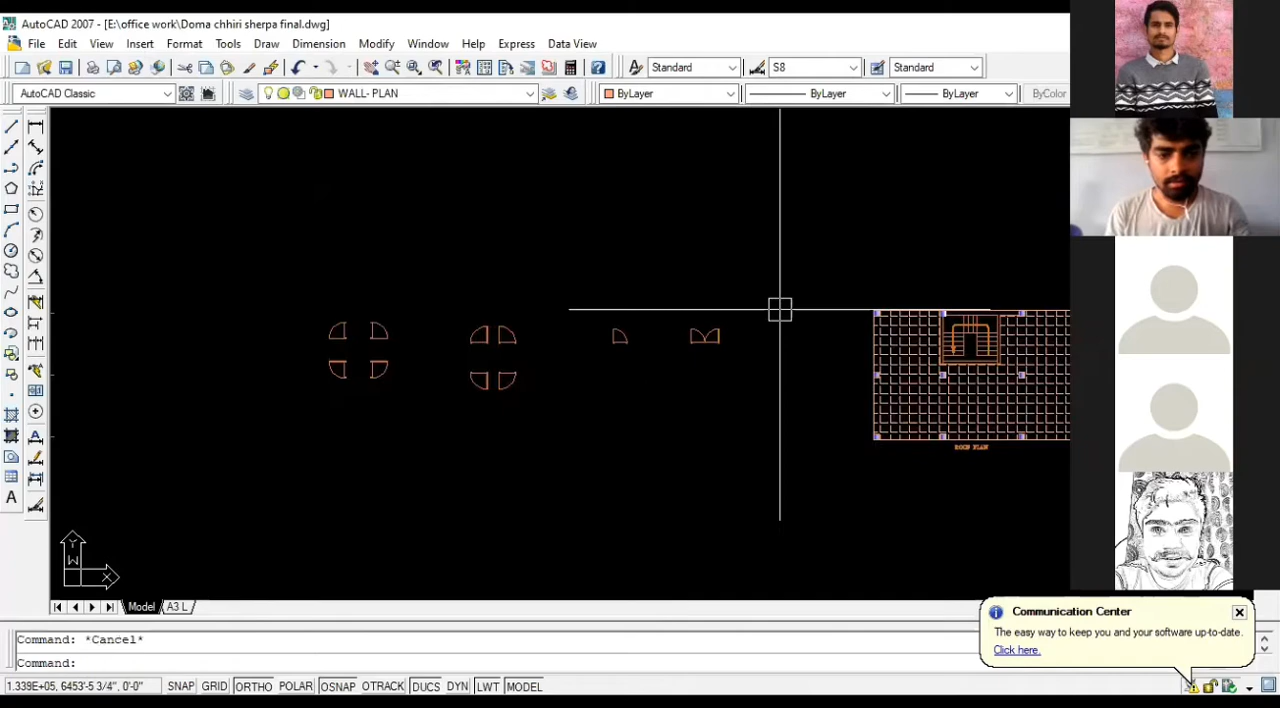 AutoCAD 2007 - [E:\office work\Doma chhiri sherpa final.dwg]
File Edit View Insert Format Tools Draw Dimension Modify Window Help Express Data View
Standard S8 Standard
AutoCAD Classic WALL- PLAN ByLayer ByLayer ByLayer ByColor
ROOF PLAN
Y
W
X
Model A3 L
Communication Center
The easy way to keep you and your software up-to-date.
Click here.
Command: *Cancel*
Command:
1.339E+05, 6453'-5 3/4", 0'-0" SNAP GRID ORTHO POLAR OSNAP OTRACK DUCS DYN LWT MODEL